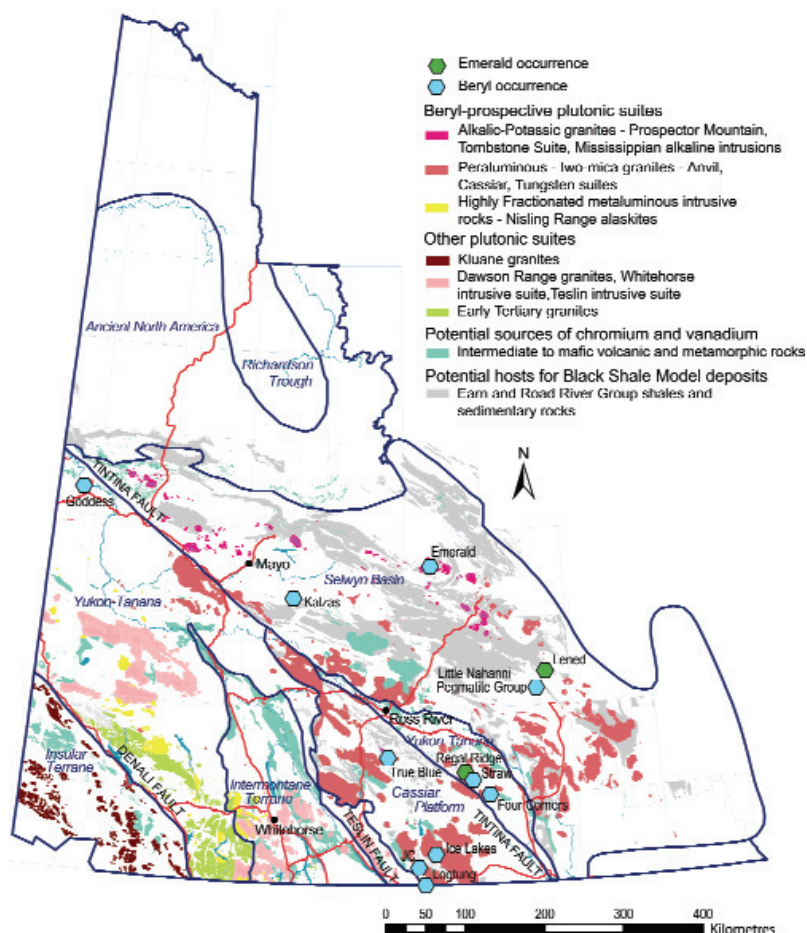 Emerald occurrence
Beryl occurrence
Beryl-prospective plutonic suites
Alkalic-Potassic granites - Prospector Mountain,
Tombstone Suite, Mississippian alkaline intrusions
Peraluminous - Two-mica granites - Anvil,
Cassiar, Tungsten suites
Highly Fractionated metaluminous intrusive
rocks - Nisling Range alaskites
Other plutonic suites
Kluane granites
Dawson Range granites, Whitehorse
intrusive suite, Teslin intrusive suite
Early Tertiary granites
Potential sources of chromium and vanadium
Intermediate to mafic volcanic and metamorphic rocks
Potential hosts for Black Shale Model deposits
Earn and Road River Group shales and
sedimentary rocks
Ancient North America
Richardson
Trough
N
TINTINA FAULT
Goddess
Mayo
Emerald
Selwyn Basin
Yukon-Tanana
Kalzas
Lened
Little Nahanni
Pegmatite Group
Ross River
Yukon Tanana
Insular
Terrane
DENALI FAULT
True Blue
Regal Ridge
Straw
Intermontane
Terrane
Cassiar
Platform
Four Corners
Whitehorse
TESLIN FAULT
TINTINA FAULT
Ice Lakes
JC
Logtung
0 50 100 200 300 400
Kilometres